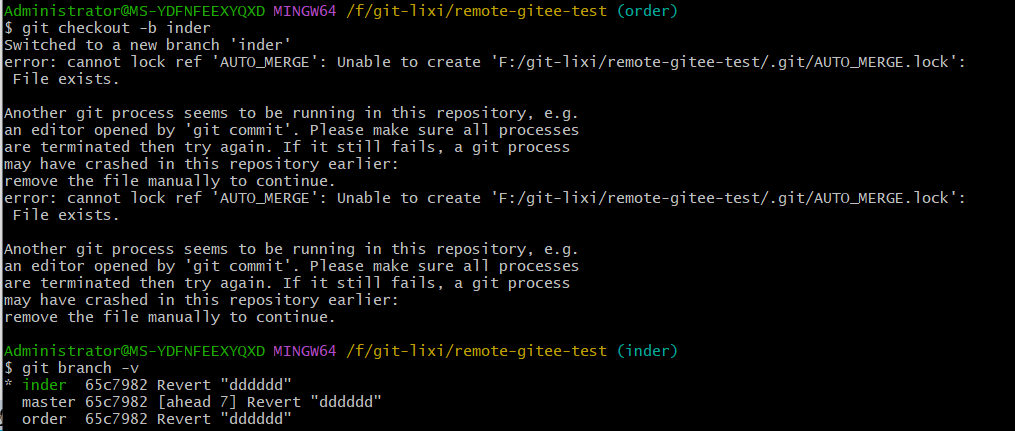 Administrator@MS-YDFNFEEXYQXD MINGW64 /f/git-lixi/remote-gitee-test (order)
$ git checkout -b inder
Switched to a new branch 'inder'
error: cannot lock ref 'AUTO_MERGE': Unable to create 'F:/git-lixi/remote-gitee-test/.git/AUTO_MERGE.lock':
 File exists.

Another git process seems to be running in this repository, e.g.
an editor opened by 'git commit'. Please make sure all processes
are terminated then try again. If it still fails, a git process
may have crashed in this repository earlier:
remove the file manually to continue.
error: cannot lock ref 'AUTO_MERGE': Unable to create 'F:/git-lixi/remote-gitee-test/.git/AUTO_MERGE.lock':
 File exists.

Another git process seems to be running in this repository, e.g.
an editor opened by 'git commit'. Please make sure all processes
are terminated then try again. If it still fails, a git process
may have crashed in this repository earlier:
remove the file manually to continue.

Administrator@MS-YDFNFEEXYQXD MINGW64 /f/git-lixi/remote-gitee-test (inder)
$ git branch -v
* inder  65c7982 Revert "dddddd"
  master 65c7982 [ahead 7] Revert "dddddd"
  order  65c7982 Revert "dddddd"